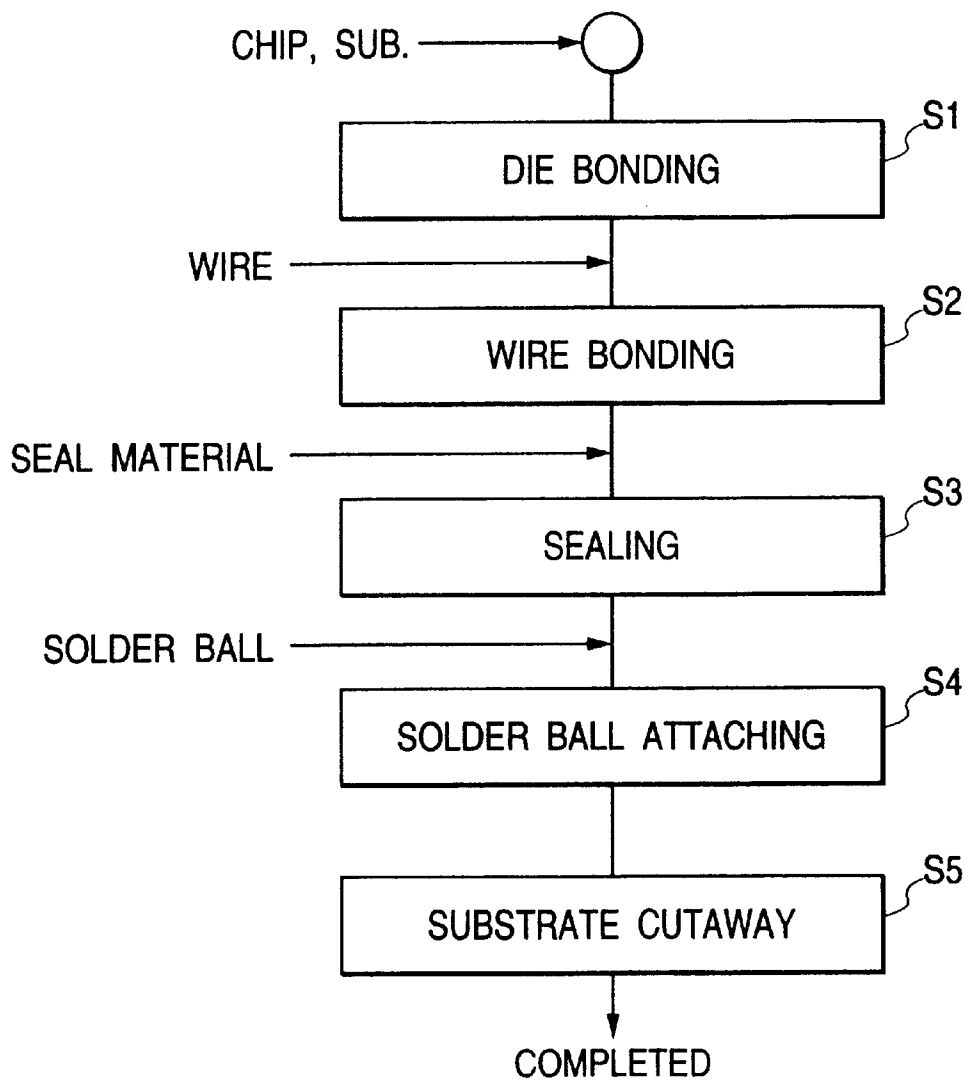 CHIP, SUB.
S1
DIE BONDING
WIRE
S2
WIRE BONDING
SEAL MATERIAL
S3
SEALING
SOLDER BALL
S4
SOLDER BALL ATTACHING
S5
SUBSTRATE CUTAWAY
COMPLETED